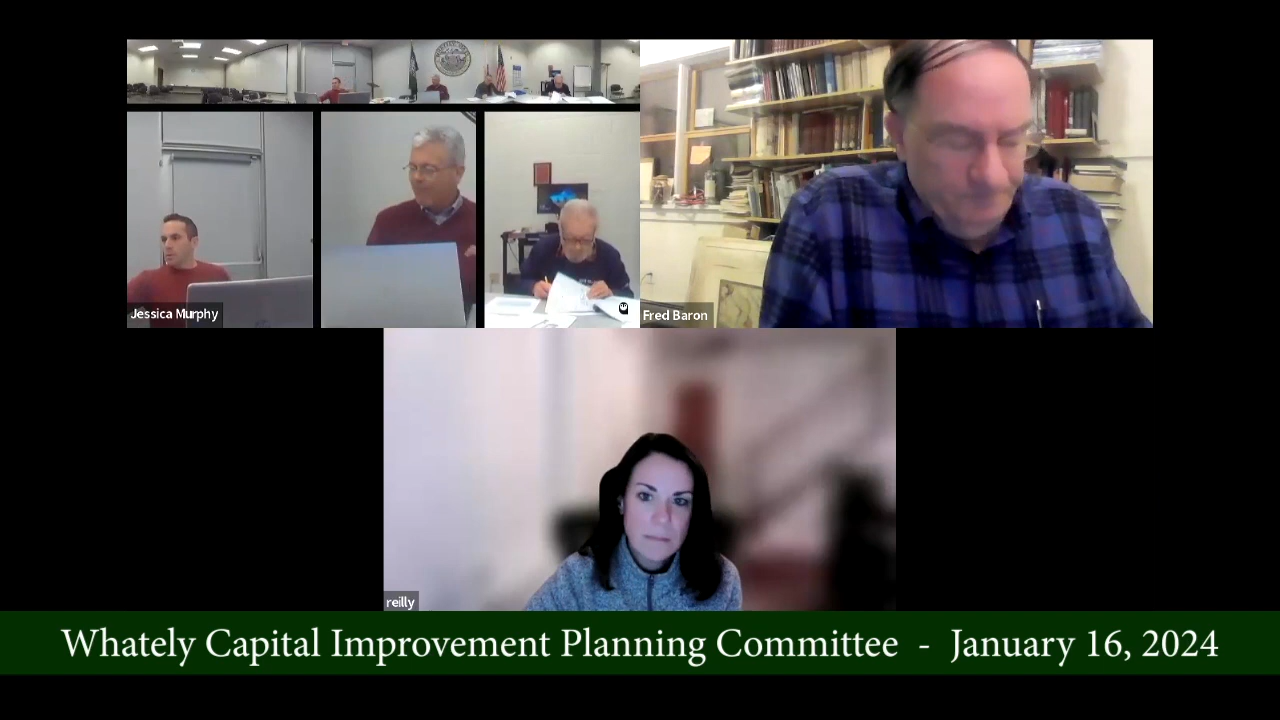 Jessica Murphy
Fred Baron
reilly
Whately Capital Improvement Planning Committee - January 16, 2024